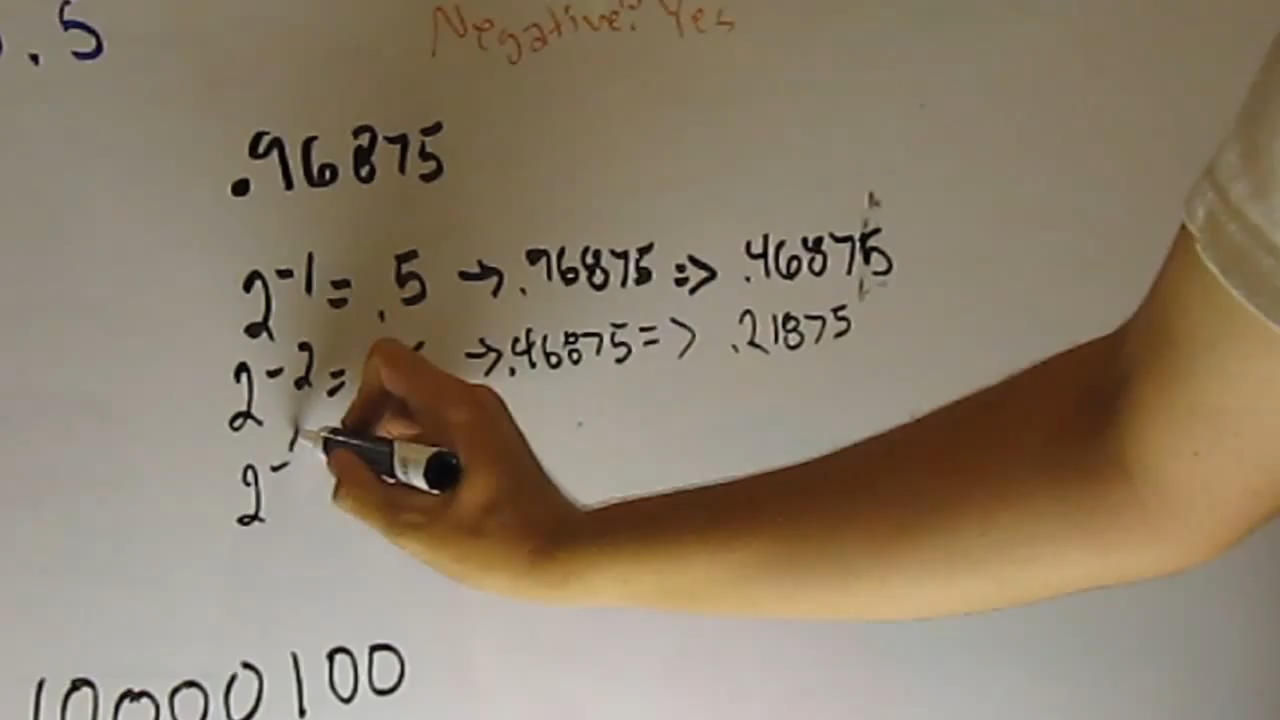 .5
Negative? Yes
.96875
2-1 = .5 → .96875 => .46875
2-2 = → .46875 => .21875
2-
10000100